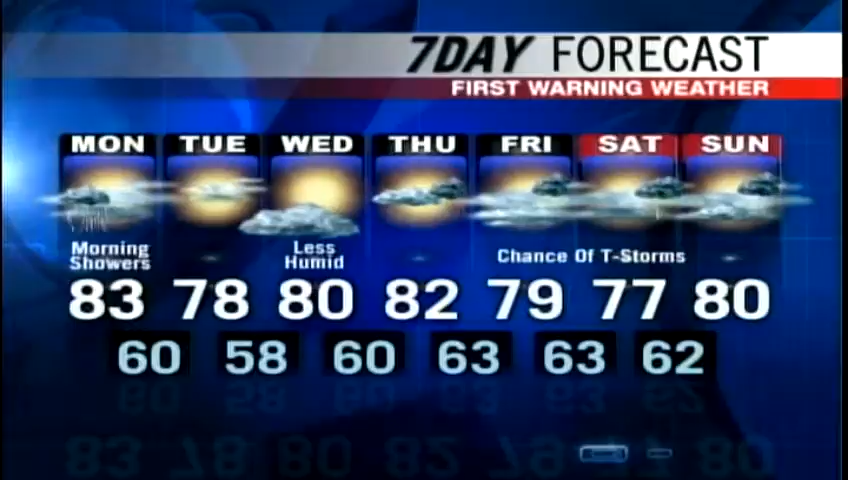 7DAY FORECAST
FIRST WARNING WEATHER
MON TUE WED THU FRI SAT SUN
Morning Showers
Less Humid
Chance Of T-Storms
83 78 80 82 79 77 80
60 58 60 63 63 62